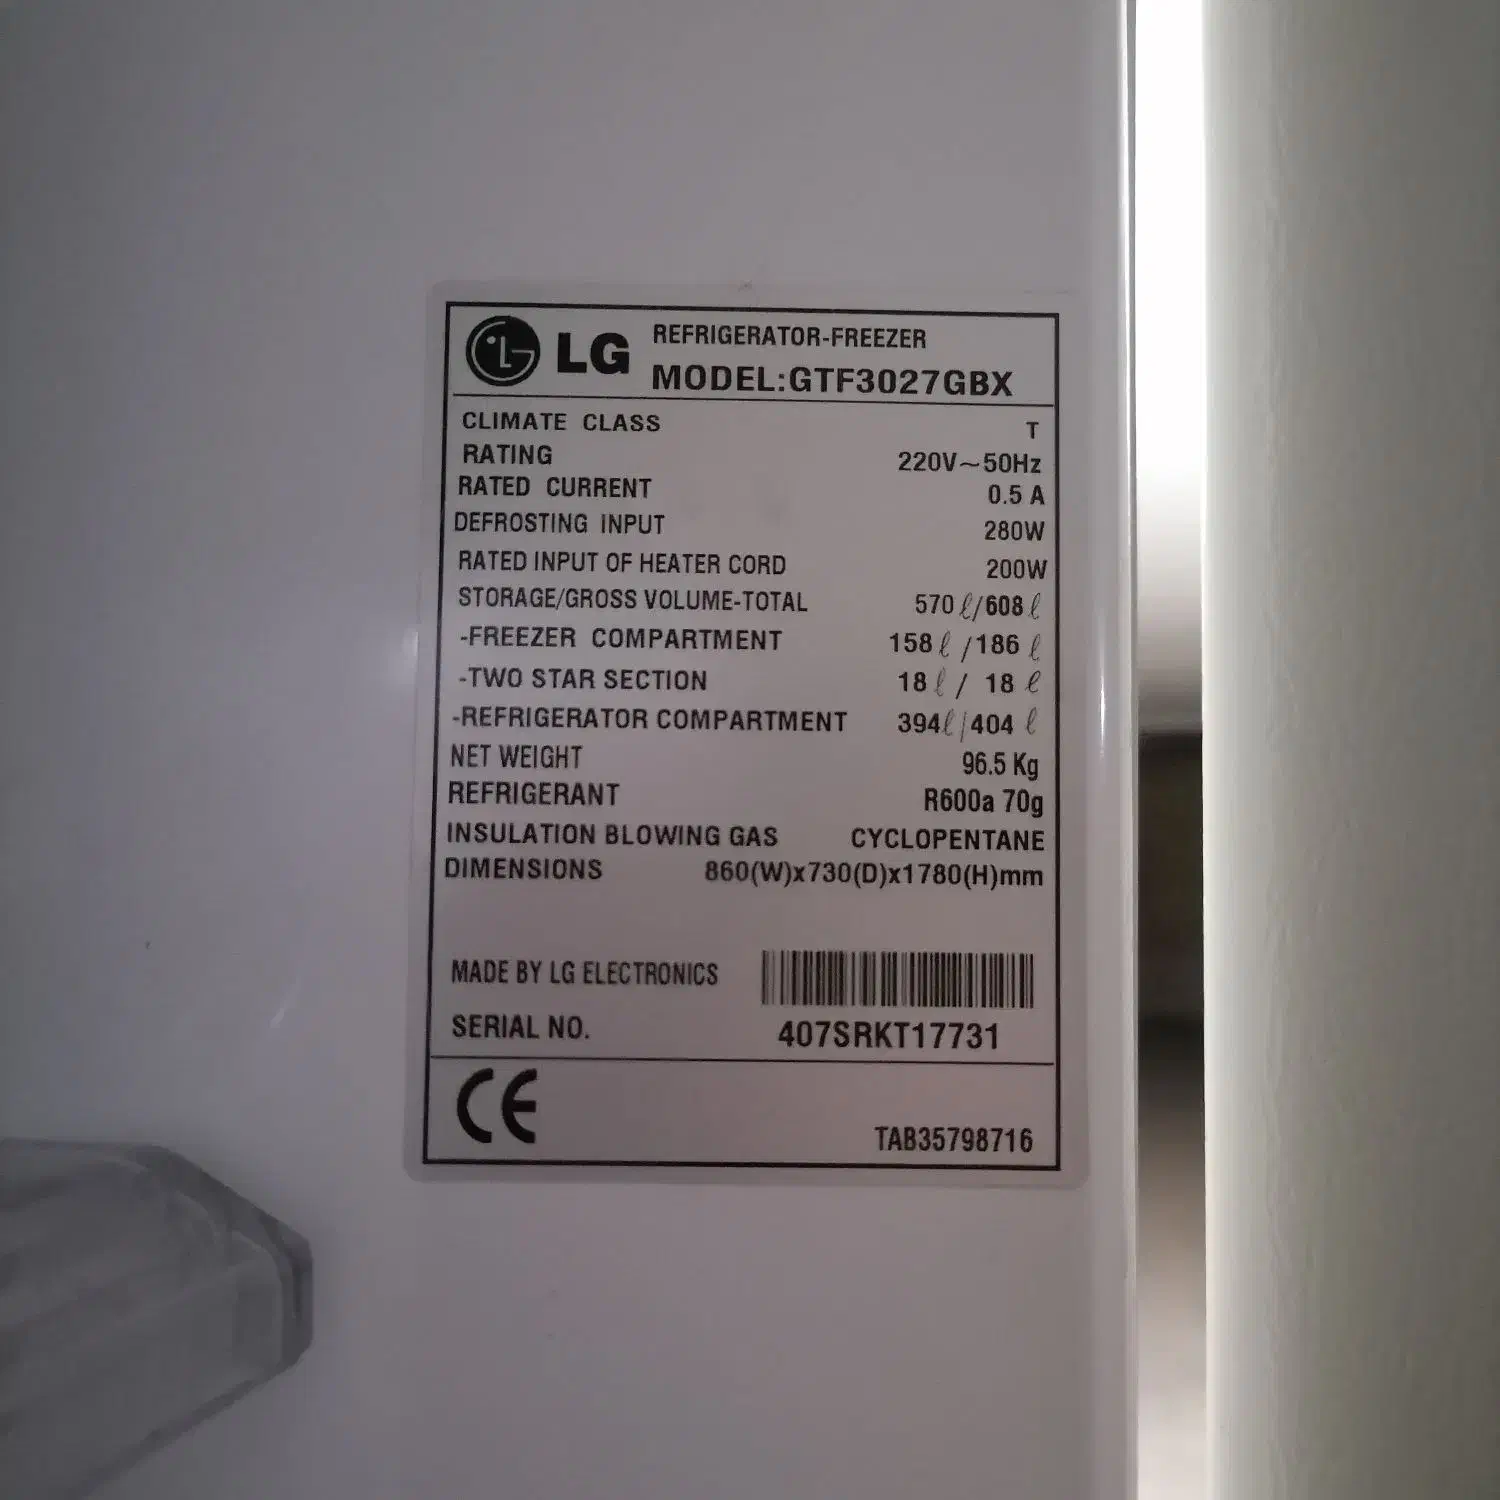 LG REFRIGERATOR-FREEZER
MODEL:GTF3027GBX
CLIMATE CLASS T
RATING 220V~50Hz
RATED CURRENT 0.5 A
DEFROSTING INPUT 280W
RATED INPUT OF HEATER CORD 200W
STORAGE/GROSS VOLUME-TOTAL 570ℓ/608ℓ
-FREEZER COMPARTMENT 158ℓ/186ℓ
-TWO STAR SECTION 18ℓ/ 18ℓ
-REFRIGERATOR COMPARTMENT 394ℓ/404ℓ
NET WEIGHT 96.5 Kg
REFRIGERANT R600a 70g
INSULATION BLOWING GAS CYCLOPENTANE
DIMENSIONS 860(W)x730(D)x1780(H)mm
MADE BY LG ELECTRONICS
SERIAL NO. 407SRKT17731
CE
TAB35798716